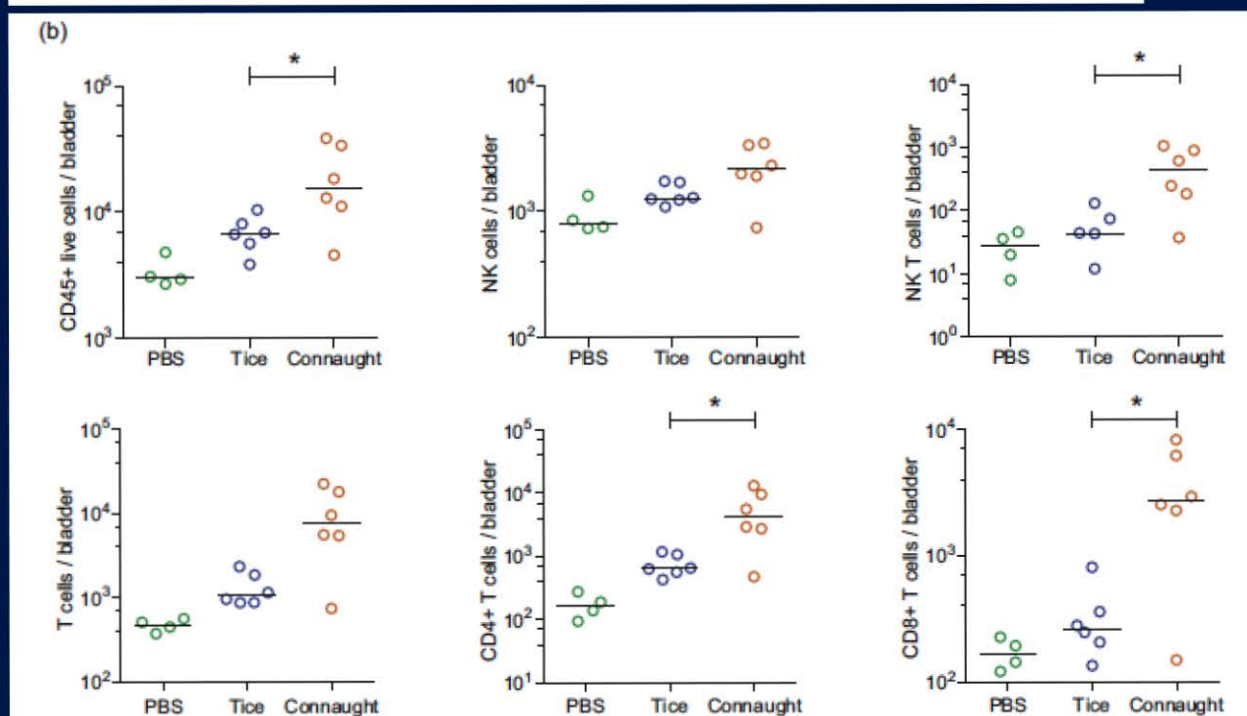 (b)
*
CD45+ live cells / bladder
10^5
10^4
10^3
PBS Tice Connaught
NK cells / bladder
10^4
10^3
10^2
PBS Tice Connaught
*
NK T cells / bladder
10^4
10^3
10^2
10^1
10^0
PBS Tice Connaught
T cells / bladder
10^5
10^4
10^3
10^2
PBS Tice Connaught
*
CD4+ T cells / bladder
10^5
10^4
10^3
10^2
10^1
PBS Tice Connaught
*
CD8+ T cells / bladder
10^4
10^3
10^2
PBS Tice Connaught